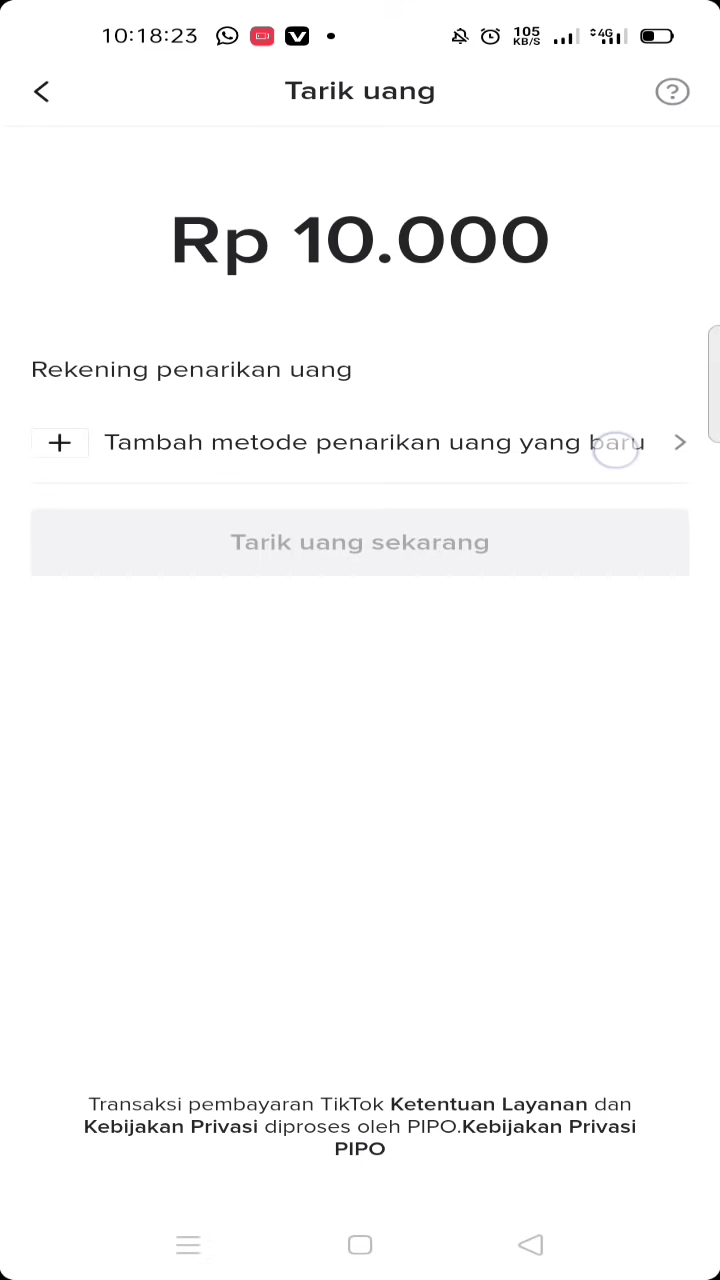 10:18:23 105 KB/S 4G
Tarik uang
Rp 10.000
Rekening penarikan uang
Tambah metode penarikan uang yang baru
Tarik uang sekarang
Transaksi pembayaran TikTok Ketentuan Layanan dan
Kebijakan Privasi diproses oleh PIPO.Kebijakan Privasi
PIPO